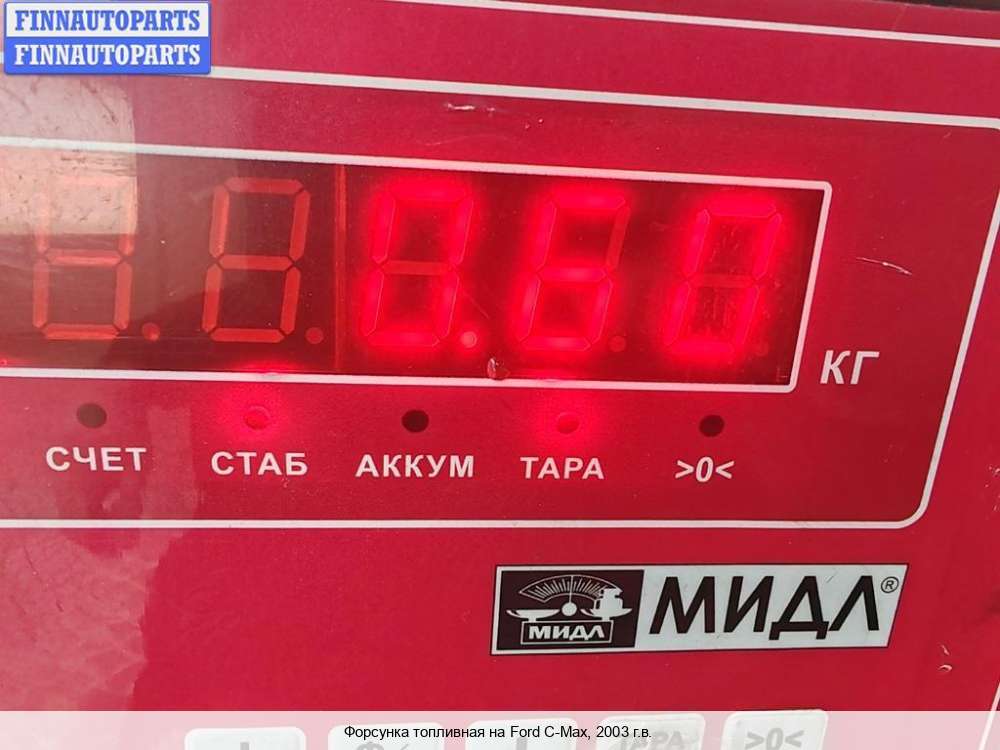 FINNAUTOPARTS
FINNAUTOPARTS
0.60
КГ
СЧЕТ СТАБ АККУМ ТАРА >0<
МИДЛ МИДЛ®
Форсунка топливная на Ford C-Max, 2003 г.в.
ТАРА >0<